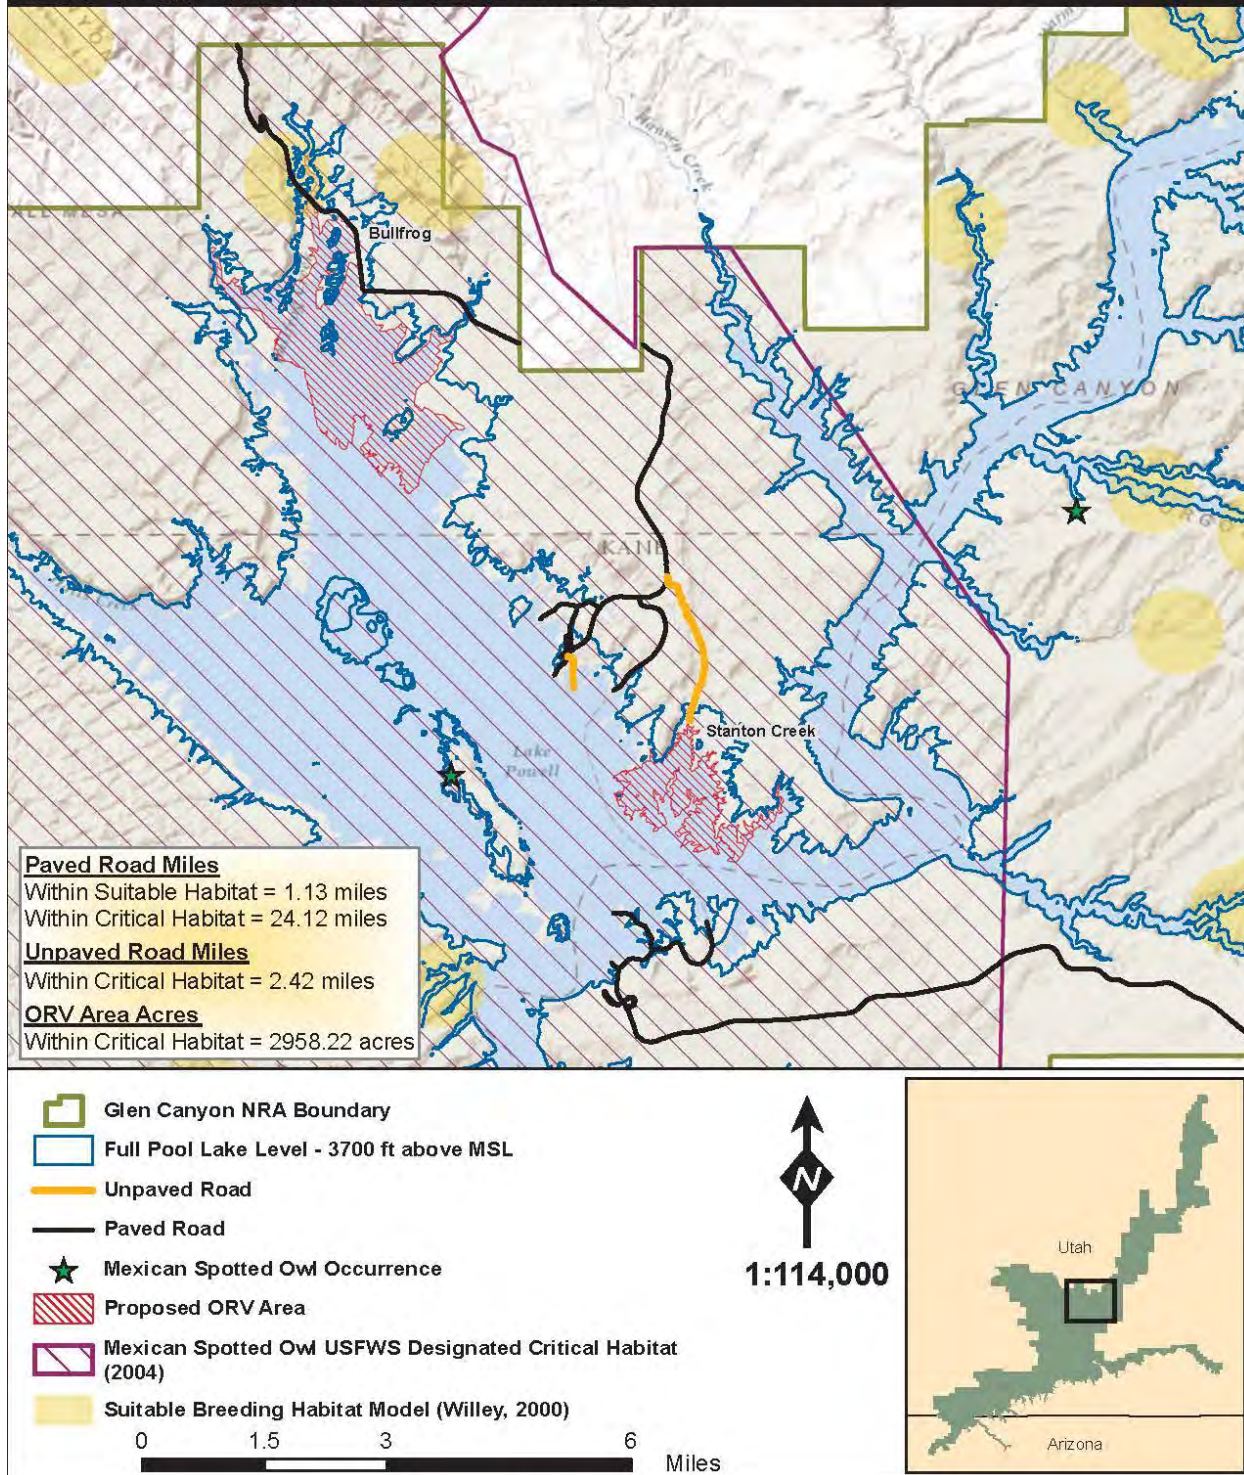 Hansen Creek
Bullfrog
GLEN CANYON
KANE
Stanton Creek
Lake
Powell
Paved Road Miles
Within Suitable Habitat = 1.13 miles
Within Critical Habitat = 24.12 miles
Unpaved Road Miles
Within Critical Habitat = 2.42 miles
ORV Area Acres
Within Critical Habitat = 2958.22 acres
Glen Canyon NRA Boundary
Full Pool Lake Level - 3700 ft above MSL
Unpaved Road
Paved Road
Mexican Spotted Owl Occurrence
Proposed ORV Area
Mexican Spotted Owl USFWS Designated Critical Habitat
(2004)
Suitable Breeding Habitat Model (Willey, 2000)
N
1:114,000
0 1.5 3 6
Miles
Utah
Arizona